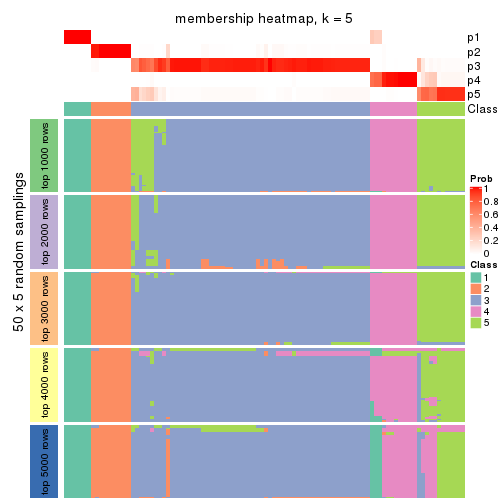 membership heatmap, k = 5
p1
p2
p3
p4
p5
Class
50 x 5 random samplings
top 1000 rows
top 2000 rows
top 3000 rows
top 4000 rows
top 5000 rows
Prob
1
0.8
0.6
0.4
0.2
0
Class
1
2
3
4
5